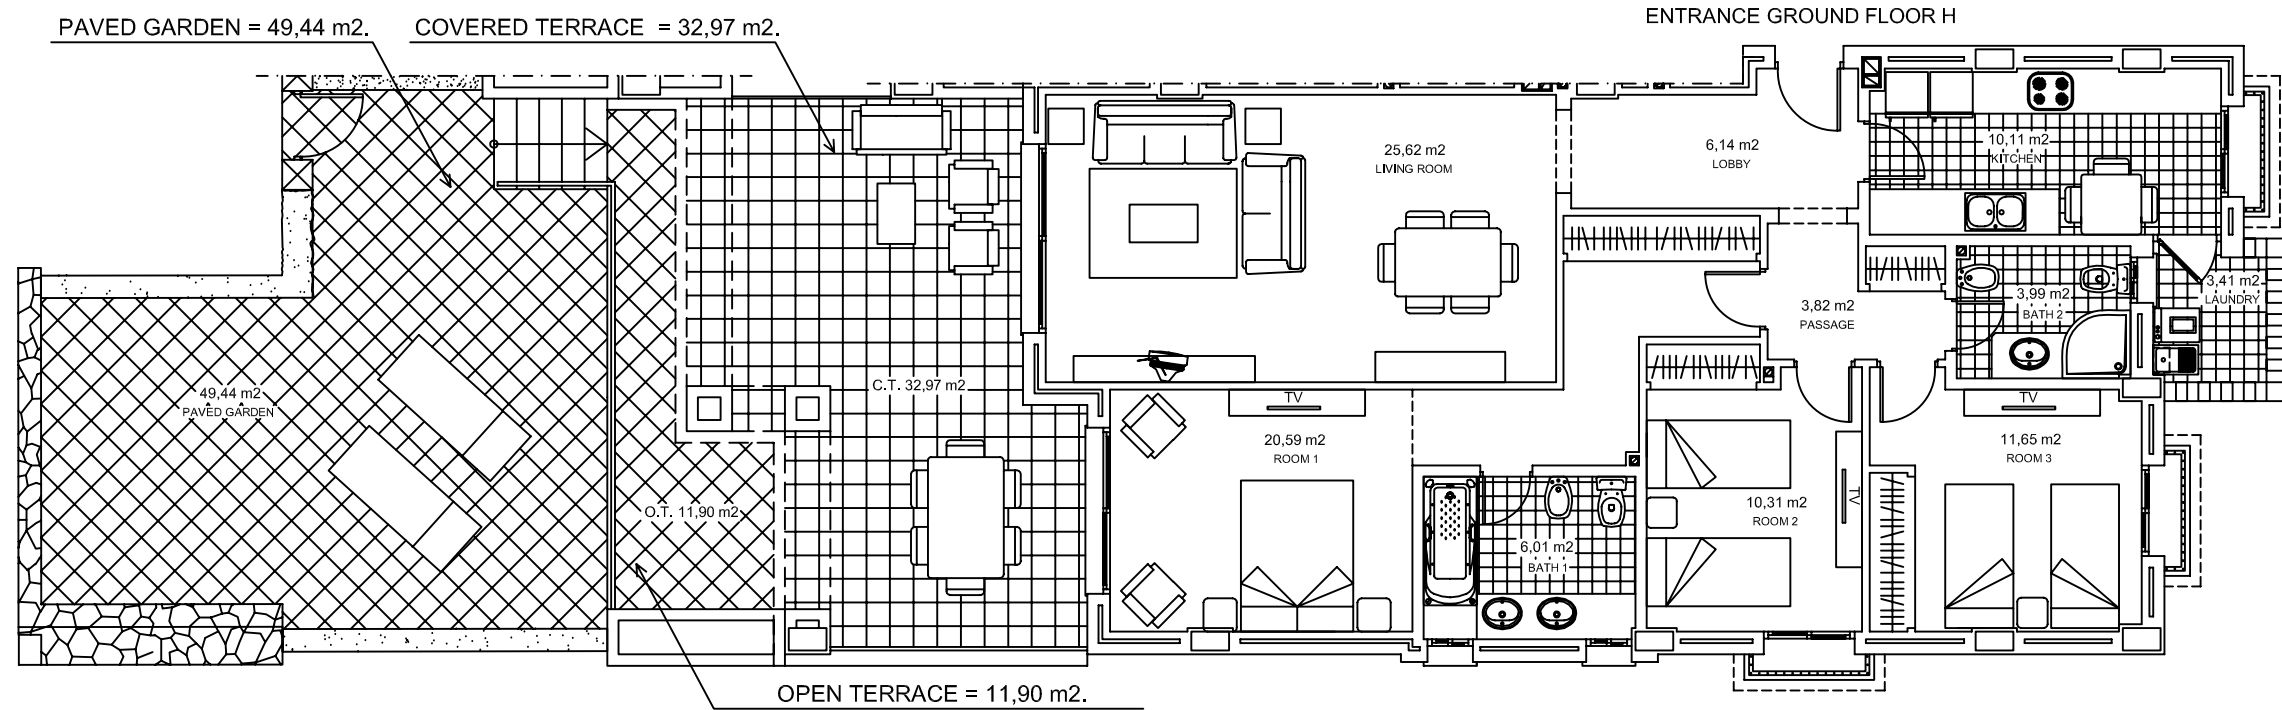 ENTRANCE GROUND FLOOR H
PAVED GARDEN = 49,44 m2.
COVERED TERRACE = 32,97 m2.
25,62 m2
LIVING ROOM
6,14 m2
LOBBY
10,11 m2
KITCHEN
3,82 m2
PASSAGE
3,99 m2
BATH 2
3,41 m2
LAUNDRY
49,44 m2
PAVED GARDEN
C.T. 32,97 m2
TV
20,59 m2
ROOM 1
TV
11,65 m2
ROOM 3
O.T. 11,90 m2
6,01 m2
BATH 1
10,31 m2
ROOM 2
TV
OPEN TERRACE = 11,90 m2.